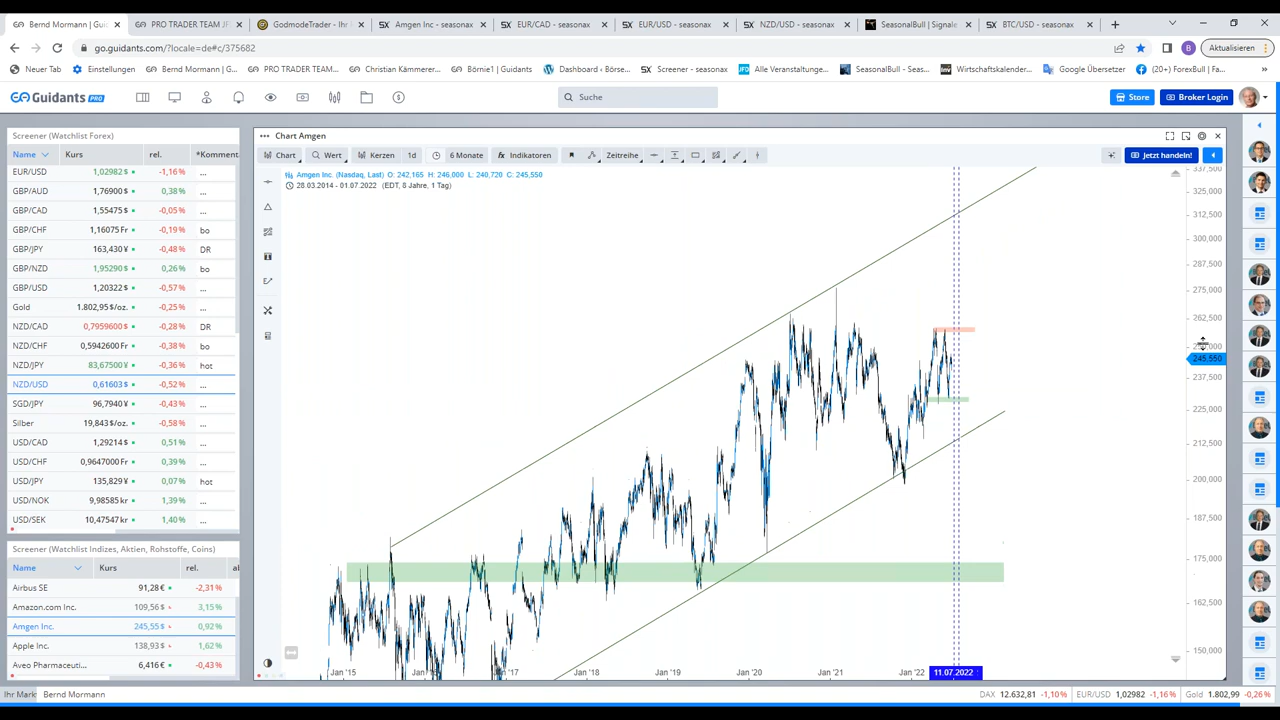 Bernd Mormann |
PRO TRADER TEAM JF
GodmodeTrader - Ihr
Amgen Inc - seasonax
EUR/CAD - seasonax
EUR/USD - seasonax
NZD/USD - seasonax
SeasonalBull | Signale
BTC/USD - seasonax
go.guidants.com/?locale=de#c/375682
B
Aktualisieren
Neuer Tab
Einstellungen
Bernd Mormann | G...
PRO TRADER TEAM...
Christian Kämmerer...
Börnie1 | Guidants
Dashboard ‹ Börse...
Screener - seasonax
Alle Veranstaltunge...
SeasonalBull - Seas...
Wirtschaftskalender...
Google Übersetzer
(20+) ForexBull | Fa...
Guidants PRO
Suche
Store
Broker Login
Screener (Watchlist Forex)
Name Kurs rel. *Komment
EUR/USD 1,02982 $ -1,16% ...
GBP/AUD 1,76900 $ 0,38% ...
GBP/CAD 1,55475 $ -0,05% ...
GBP/CHF 1,16075 Fr -0,19% bo
GBP/JPY 163,430 ¥ -0,48% DR
GBP/NZD 1,95290 $ 0,26% bo
GBP/USD 1,20322 $ -0,57% ...
Gold 1.802,95 $/oz. -0,25% ...
NZD/CAD 0,7959600 $ -0,28% DR
NZD/CHF 0,5942600 Fr -0,38% bo
NZD/JPY 83,67500 ¥ -0,36% hot
NZD/USD 0,61603 $ -0,52% ...
SGD/JPY 96,7940 ¥ -0,43% ...
Silber 19,843 $/oz. -0,58% ...
USD/CAD 1,29214 $ 0,51% ...
USD/CHF 0,9647000 Fr 0,39% ...
USD/JPY 135,829 ¥ 0,07% hot
USD/NOK 9,98585 kr 1,39% ...
USD/SEK 10,47547 kr 1,40% ...
Screener (Watchlist Indizes, Aktien, Rohstoffe, Coins)
Name Kurs rel.
Airbus SE 91,28 € -2,31%
Amazon.com Inc. 109,56 $ 3,15%
Amgen Inc. 245,55 $ 0,92%
Apple Inc. 138,93 $ 1,62%
Aveo Pharmaceuti... 6,416 € -0,43%
Chart Amgen
Chart
Wert
Kerzen
1d
6 Monate
fx Indikatoren
Zeitreihe
Jetzt handeln!
Amgen Inc. (Nasdaq, Last) O: 242,165 H: 246,000 L: 240,720 C: 245,550
28.03.2014 - 01.07.2022 (EDT, 8 Jahre, 1 Tag)
337,500
325,000
312,500
300,000
287,500
275,000
262,500
245,550
237,500
225,000
212,500
200,000
187,500
175,000
162,500
150,000
Jan '15
Jan '17
Jan '18
Jan '19
Jan '20
Jan '21
Jan '22
11.07.2022
Ihr Mark
Bernd Mormann
DAX 12.632,81 -1,10%
EUR/USD 1,02982 -1,16%
Gold 1.802,99 -0,26%